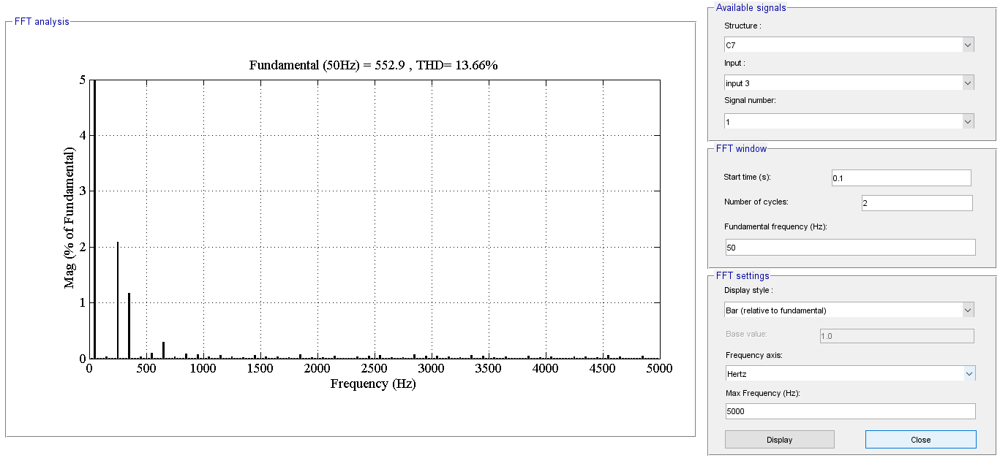 FFT analysis
Fundamental (50Hz) = 552.9 , THD= 13.66%
Mag (% of Fundamental)
5
4
3
2
1
0
0 500 1000 1500 2000 2500 3000 3500 4000 4500 5000
Frequency (Hz)
Available signals
Structure :
C7
Input :
input 3
Signal number:
1
FFT window
Start time (s):
0.1
Number of cycles:
2
Fundamental frequency (Hz):
50
FFT settings
Display style :
Bar (relative to fundamental)
Base value:
1.0
Frequency axis:
Hertz
Max Frequency (Hz):
5000
Display
Close